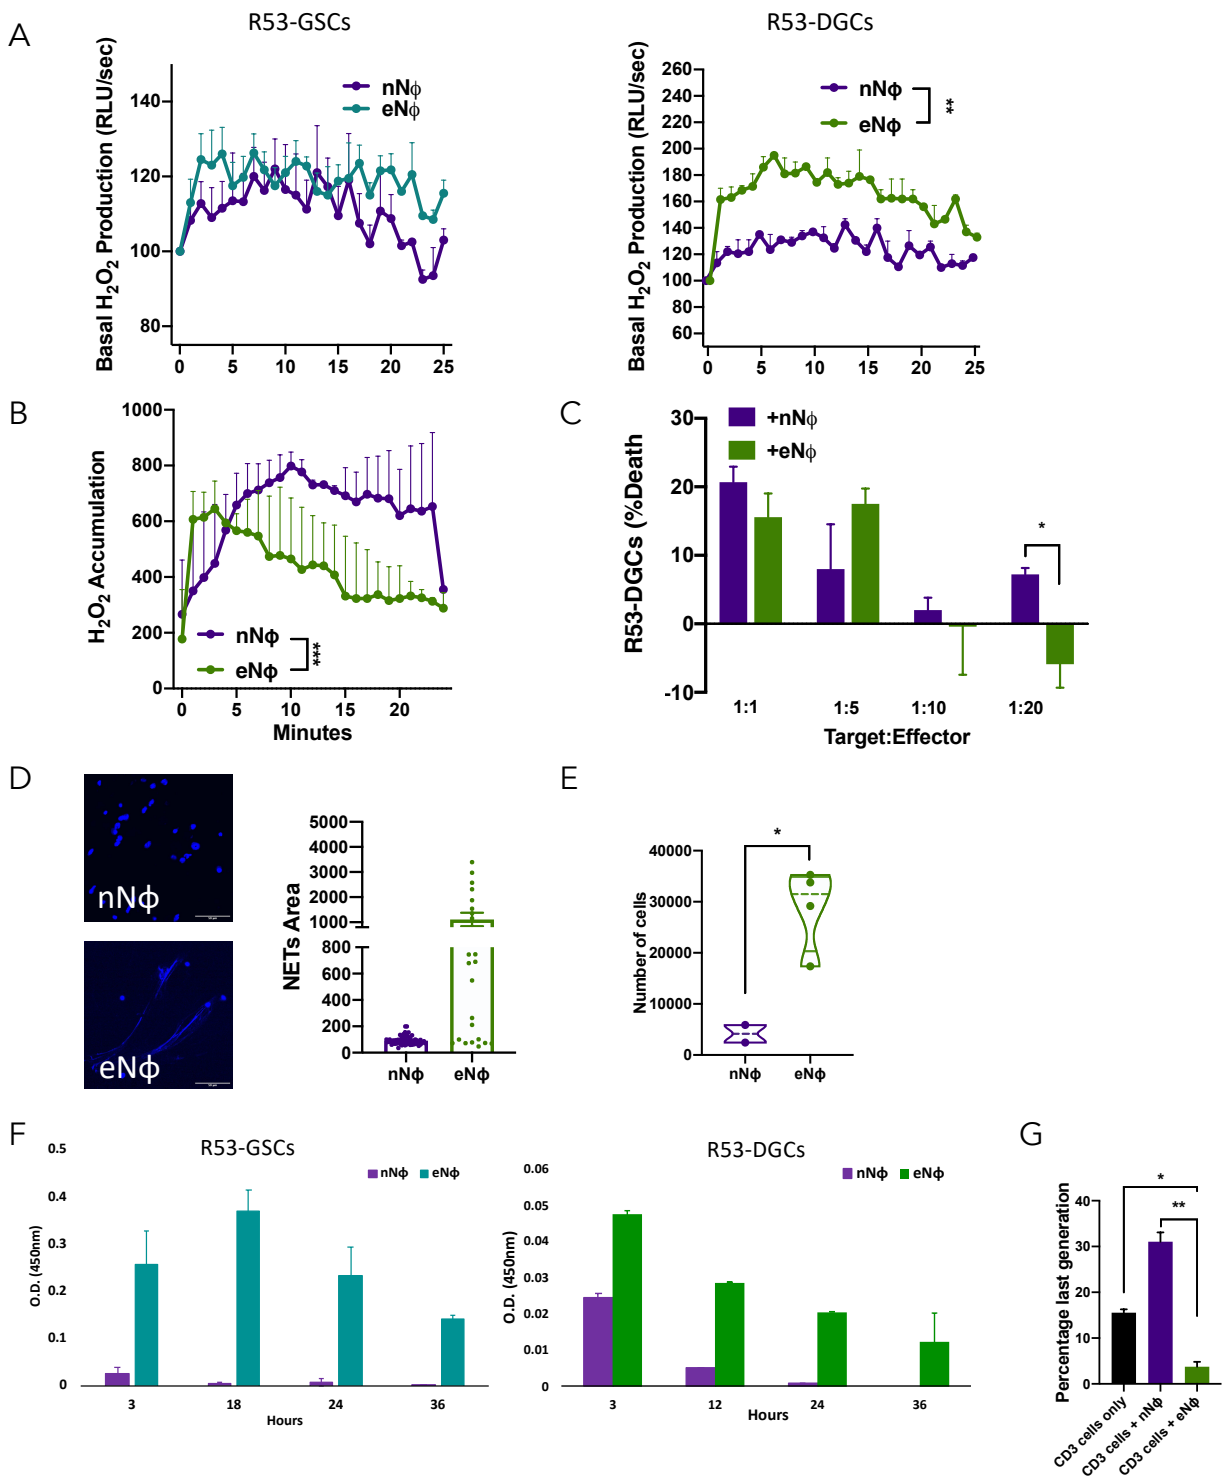 A
R53-GSCs
Basal H2O2 Production (RLU/sec)
140
120
100
80
nNϕ
eNϕ
0 5 10 15 20 25
R53-DGCs
Basal H2O2 Production (RLU/sec)
260
240
220
200
180
160
140
120
100
80
60
nNϕ
eNϕ
**
0 5 10 15 20 25
B
H2O2 Accumulation
1000
800
600
400
200
0
nNϕ
eNϕ
***
0 5 10 15 20
Minutes
C
R53-DGCs (%Death
30
20
10
0
-10
+nNϕ
+eNϕ
*
1:1 1:5 1:10 1:20
Target:Effector
D
nNϕ
eNϕ
NETs Area
5000
4000
3000
2000
1000
800
600
400
200
0
nNϕ eNϕ
E
Number of cells
40000
30000
20000
10000
0
*
nNϕ eNϕ
F
R53-GSCs
nNϕ eNϕ
O.D. (450nm)
0.5
0.4
0.3
0.2
0.1
0
3 18 24 36
Hours
R53-DGCs
nNϕ eNϕ
O.D. (450nm)
0.06
0.05
0.04
0.03
0.02
0.01
0
3 12 24 36
Hours
G
Percentage last generation
40
30
20
10
0
*
**
CD3 cells only
CD3 cells + nNϕ
CD3 cells + eNϕ